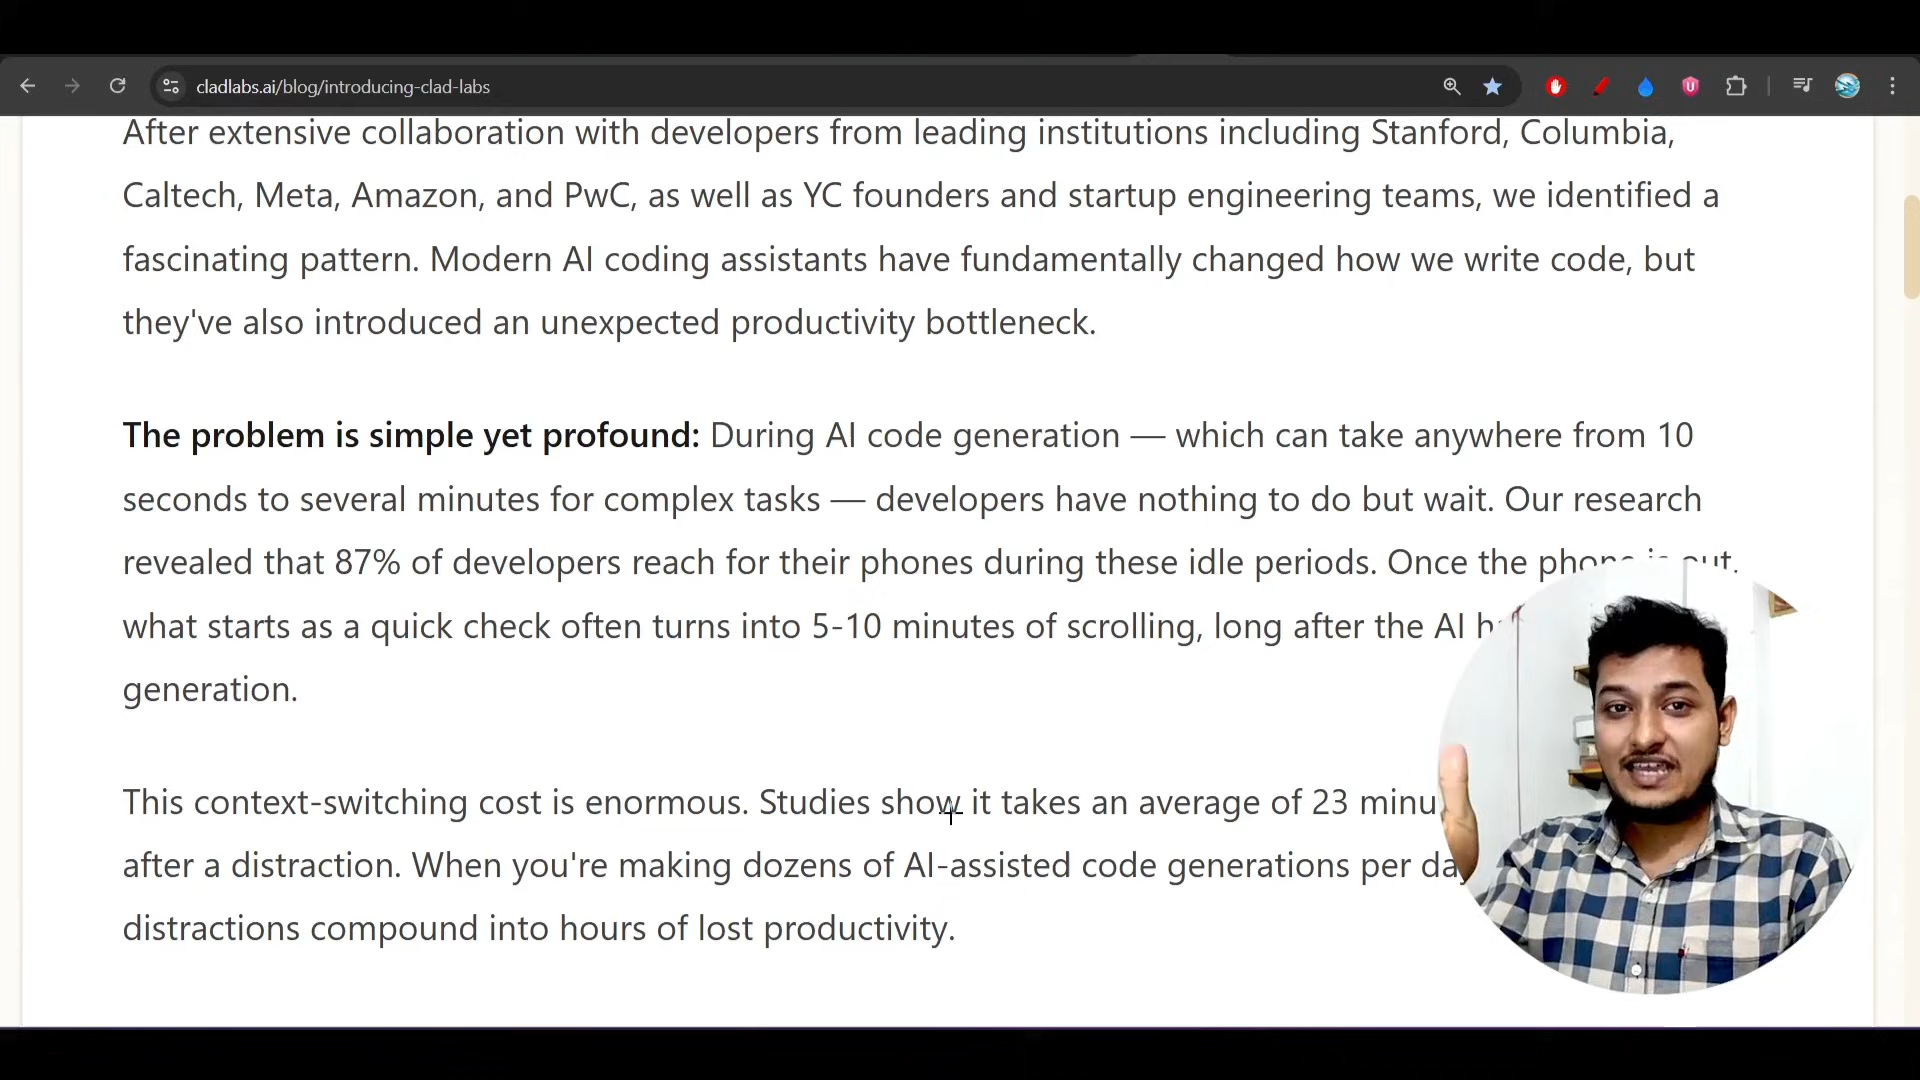 cladlabs.ai/blog/introducing-clad-labs
After extensive collaboration with developers from leading institutions including Stanford, Columbia,
Caltech, Meta, Amazon, and PwC, as well as YC founders and startup engineering teams, we identified a
fascinating pattern. Modern AI coding assistants have fundamentally changed how we write code, but
they've also introduced an unexpected productivity bottleneck.
The problem is simple yet profound: During AI code generation — which can take anywhere from 10
seconds to several minutes for complex tasks — developers have nothing to do but wait. Our research
revealed that 87% of developers reach for their phones during these idle periods. Once the phone is out,
what starts as a quick check often turns into 5-10 minutes of scrolling, long after the AI
generation.
This context-switching cost is enormous. Studies show it takes an average of 23
after a distraction. When you're making dozens of AI-assisted code generations per
distractions compound into hours of lost productivity.